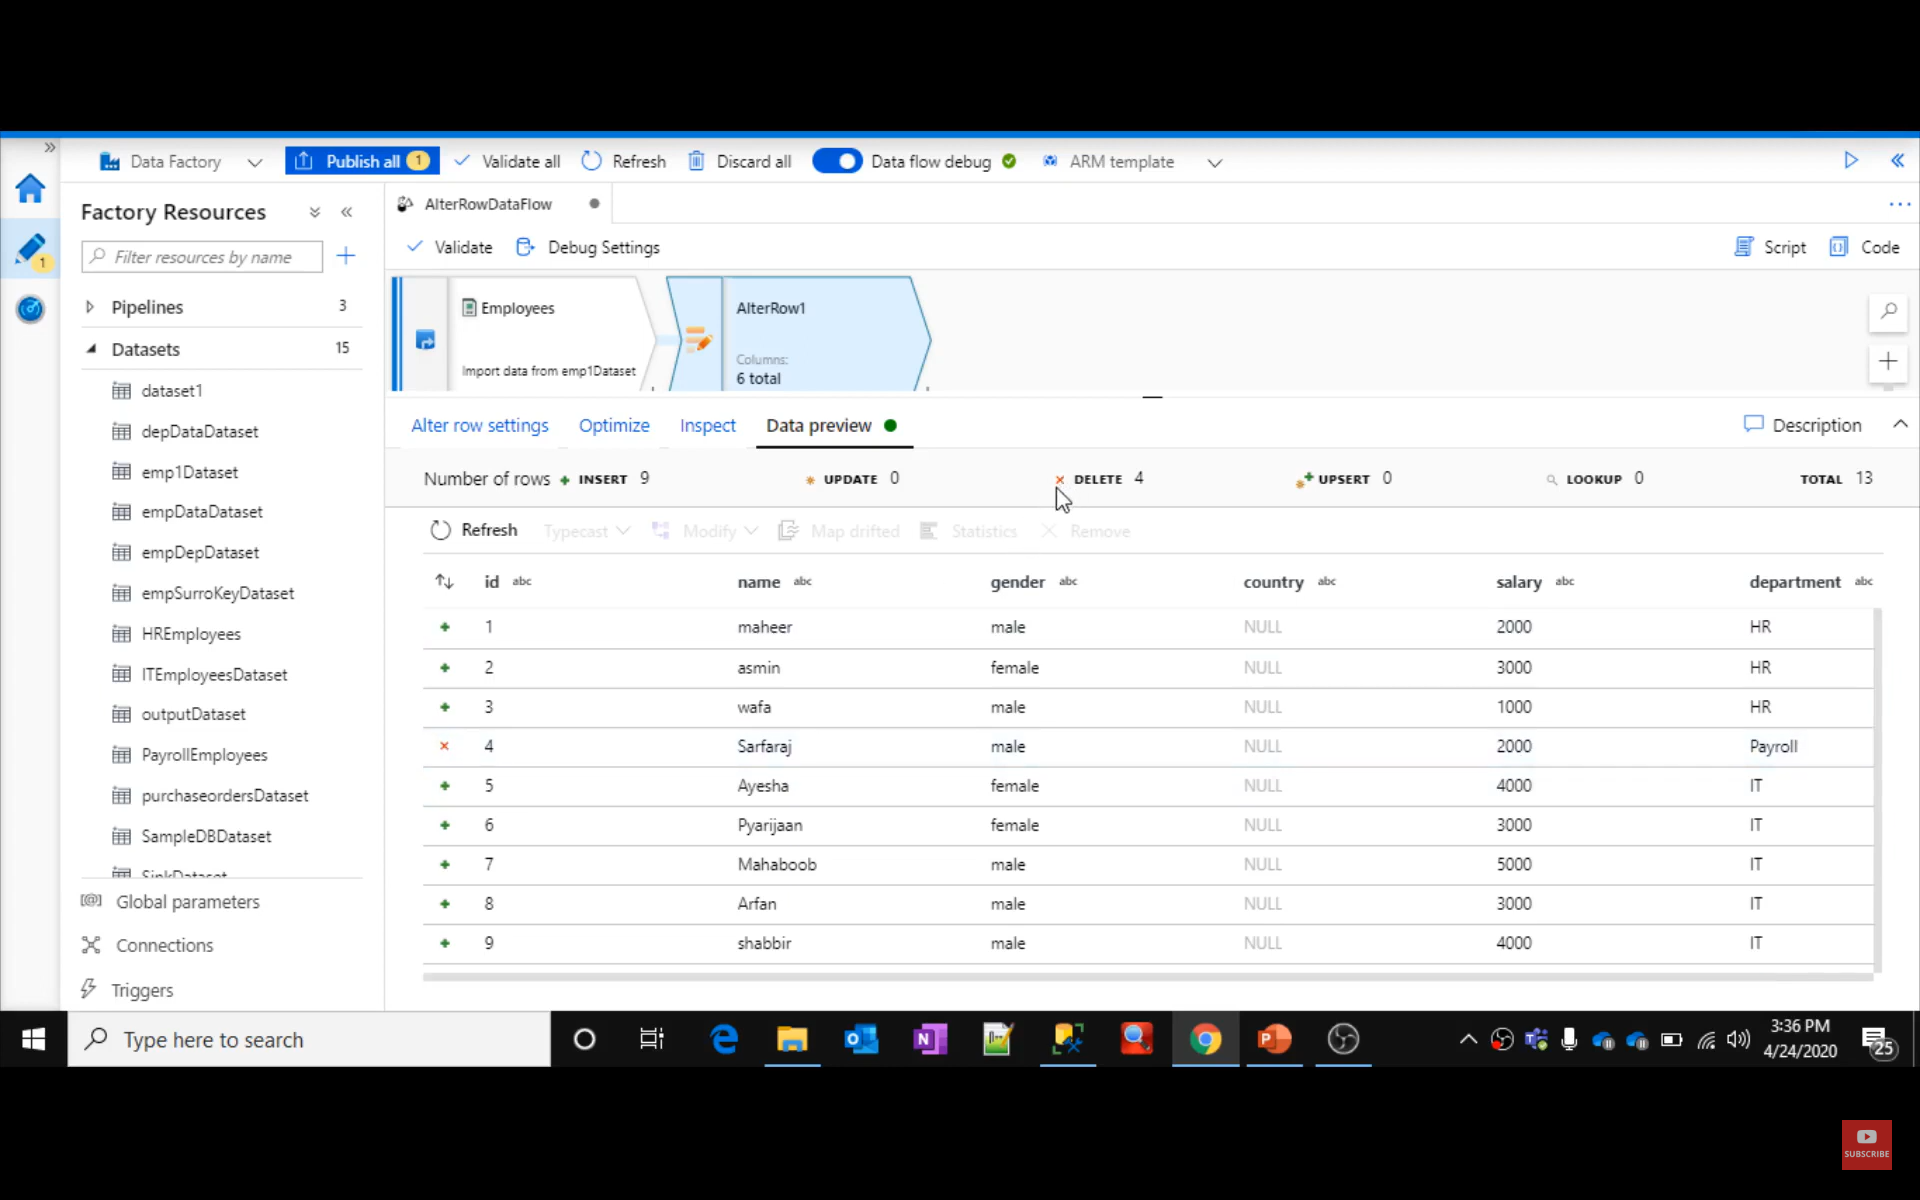 Data Factory
Publish all 1
Validate all
Refresh
Discard all
Data flow debug
ARM template
Factory Resources
Filter resources by name
1
Pipelines 3
Datasets 15
dataset1
depDataDataset
emp1Dataset
empDataDataset
empDepDataset
empSurroKeyDataset
HREmployees
ITEmployeesDataset
outputDataset
PayrollEmployees
purchaseordersDataset
SampleDBDataset
SinkDataset
Global parameters
Connections
Triggers
AlterRowDataFlow
Validate
Debug Settings
Script
Code
Employees
Import data from emp1Dataset
AlterRow1
Columns:
6 total
Alter row settings
Optimize
Inspect
Data preview
Description
Number of rows INSERT 9 UPDATE 0 DELETE 4 UPSERT 0 LOOKUP 0 TOTAL 13
Refresh Typecast Modify Map drifted Statistics Remove
id abc name abc gender abc country abc salary abc department abc
1 maheer male NULL 2000 HR
2 asmin female NULL 3000 HR
3 wafa male NULL 1000 HR
4 Sarfaraj male NULL 2000 Payroll
5 Ayesha female NULL 4000 IT
6 Pyarijaan female NULL 3000 IT
7 Mahaboob male NULL 5000 IT
8 Arfan male NULL 3000 IT
9 shabbir male NULL 4000 IT
Type here to search
3:36 PM
4/24/2020
25
SUBSCRIBE